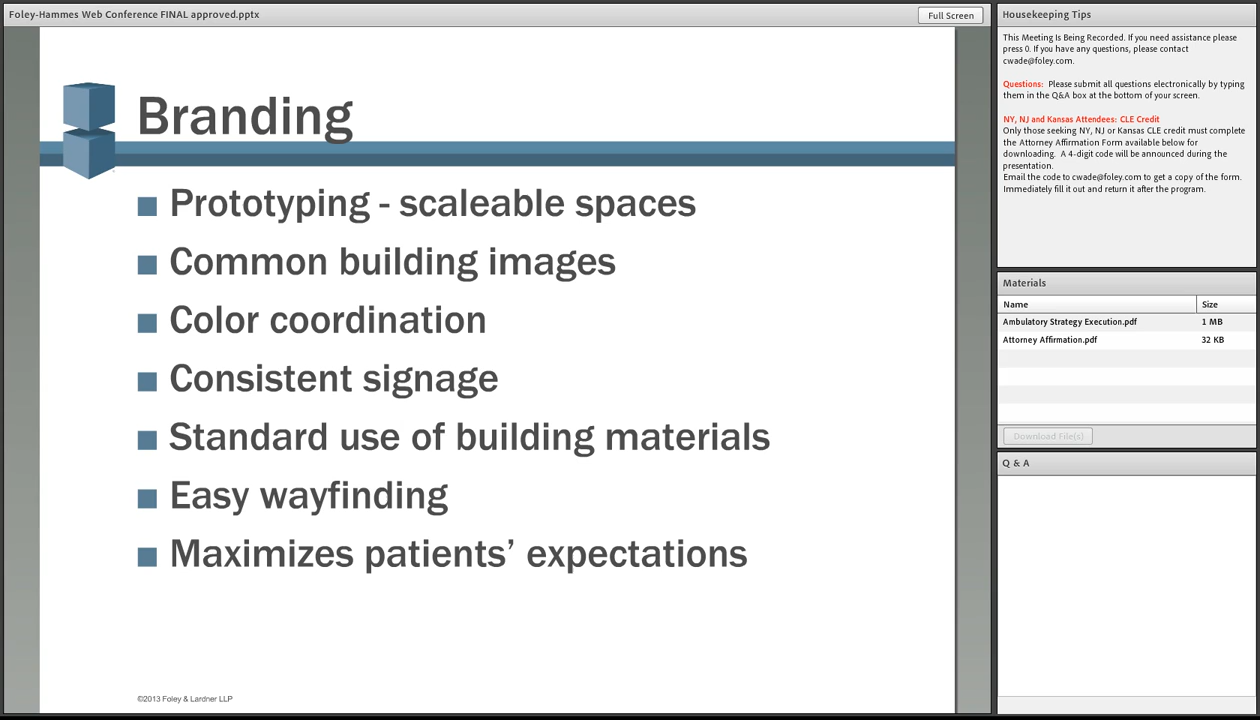 Foley-Hammes Web Conference FINAL approved.pptx
Full Screen
Branding
Prototyping - scaleable spaces
Common building images
Color coordination
Consistent signage
Standard use of building materials
Easy wayfinding
Maximizes patients’ expectations
©2013 Foley & Lardner LLP
Housekeeping Tips
This Meeting Is Being Recorded. If you need assistance please
press 0. If you have any questions, please contact
cwade@foley.com.
Questions: Please submit all questions electronically by typing
them in the Q&A box at the bottom of your screen.
NY, NJ and Kansas Attendees: CLE Credit
Only those seeking NY, NJ or Kansas CLE credit must complete
the Attorney Affirmation Form available below for
downloading. A 4-digit code will be announced during the
presentation.
Email the code to cwade@foley.com to get a copy of the form.
Immediately fill it out and return it after the program.
Materials
Name Size
Ambulatory Strategy Execution.pdf 1 MB
Attorney Affirmation.pdf 32 KB
Download File(s)
Q & A